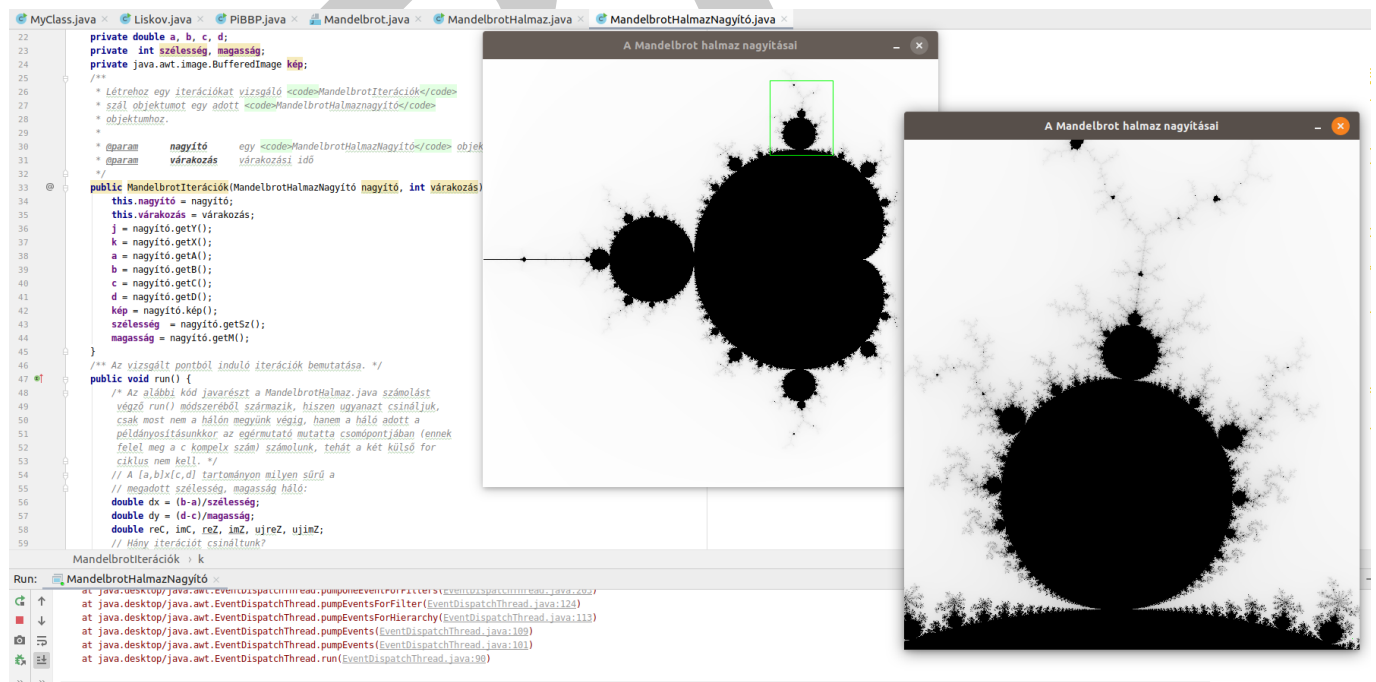 MyClass.java × Liskov.java × PiBBP.java × Mandelbrot.java × MandelbrotHalmaz.java × MandelbrotHalmazNagyító.java ×
22 private double a, b, c, d;
23 private int szélesség, magasság;
24 private java.awt.image.BufferedImage kép;
25 /**
26 * Létrehoz egy iterációkat vizsgáló <code>MandelbrotIterációk</code>
27 * szál objektumot egy adott <code>MandelbrotHalmaznagyító</code>
28 * objektumhoz.
29 *
30 * @param nagyító egy <code>MandelbrotHalmazNagyító</code> objek
31 * @param várakozás várakozási idő
32 */
33 @ public MandelbrotIterációk(MandelbrotHalmazNagyító nagyító, int várakozás)
34 this.nagyító = nagyító;
35 this.várakozás = várakozás;
36 j = nagyító.getY();
37 k = nagyító.getX();
38 a = nagyító.getA();
39 b = nagyító.getB();
40 c = nagyító.getC();
41 d = nagyító.getD();
42 kép = nagyító.kép();
43 szélesség = nagyító.getSz();
44 magasság = nagyító.getM();
45 }
46 /** Az vizsgált pontból induló iterációk bemutatása. */
47 public void run() {
48 /* Az alábbi kód javarészt a MandelbrotHalmaz.java számolást
49 végző run() módszeréből származik, hiszen ugyanazt csináljuk,
50 csak most nem a hálón megyünk végig, hanem a háló adott a
51 példányosításunkkor az egérmutató mutatta csomópontjában (ennek
52 felel meg a c kompelx szám) számolunk, tehát a két külső for
53 ciklus nem kell. */
54 // A [a,b]x[c,d] tartományon milyen sűrű a
55 // megadott szélesség, magasság háló:
56 double dx = (b-a)/szélesség;
57 double dy = (d-c)/magasság;
58 double reC, imC, reZ, imZ, ujreZ, ujimZ;
59 // Hány iterációt csináltunk?
MandelbrotIterációk › k
A Mandelbrot halmaz nagyításai
A Mandelbrot halmaz nagyításai
Run: MandelbrotHalmazNagyító ×
at java.desktop/java.awt.EventDispatchThread.pumpOneEventForFilters(EventDispatchThread.java:203)
at java.desktop/java.awt.EventDispatchThread.pumpEventsForFilter(EventDispatchThread.java:124)
at java.desktop/java.awt.EventDispatchThread.pumpEventsForHierarchy(EventDispatchThread.java:113)
at java.desktop/java.awt.EventDispatchThread.pumpEvents(EventDispatchThread.java:109)
at java.desktop/java.awt.EventDispatchThread.pumpEvents(EventDispatchThread.java:101)
at java.desktop/java.awt.EventDispatchThread.run(EventDispatchThread.java:90)